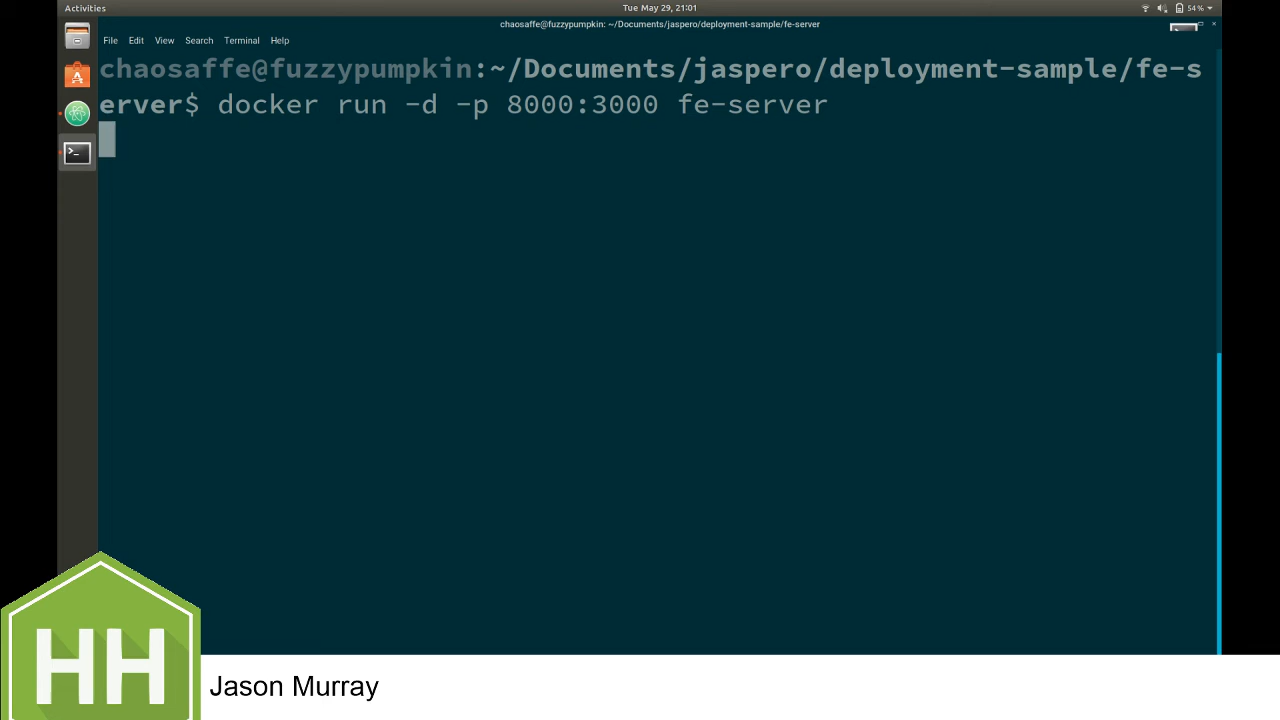 Activities
Tue May 29, 21:01
54 %
chaosaffe@fuzzypumpkin: ~/Documents/jaspero/deployment-sample/fe-server
File Edit View Search Terminal Help
chaosaffe@fuzzypumpkin:~/Documents/jaspero/deployment-sample/fe-s
erver$ docker run -d -p 8000:3000 fe-server
HH
Jason Murray